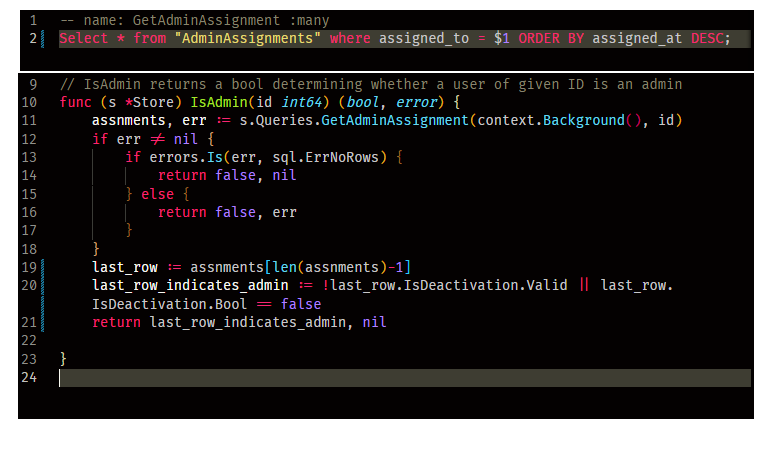 1 -- name: GetAdminAssignment :many
2 Select * from "AdminAssignments" where assigned_to = $1 ORDER BY assigned_at DESC;
9 // IsAdmin returns a bool determining whether a user of given ID is an admin
10 func (s *Store) IsAdmin(id int64) (bool, error) {
11 assnments, err := s.Queries.GetAdminAssignment(context.Background(), id)
12 if err != nil {
13 if errors.Is(err, sql.ErrNoRows) {
14 return false, nil
15 } else {
16 return false, err
17 }
18 }
19 last_row := assnments[len(assnments)-1]
20 last_row_indicates_admin := !last_row.IsDeactivation.Valid || last_row.
IsDeactivation.Bool == false
21 return last_row_indicates_admin, nil
22
23 }
24